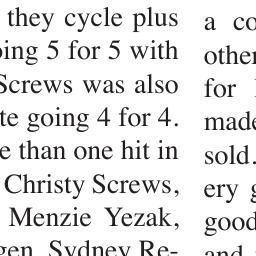 they cycle plus
ing 5 for 5 with
Screws was also
te going 4 for 4.
e than one hit in
Christy Screws,
Menzie Yezak,
gen, Sydney Re-
a co
other
for
made
sold.
ery g
good
and